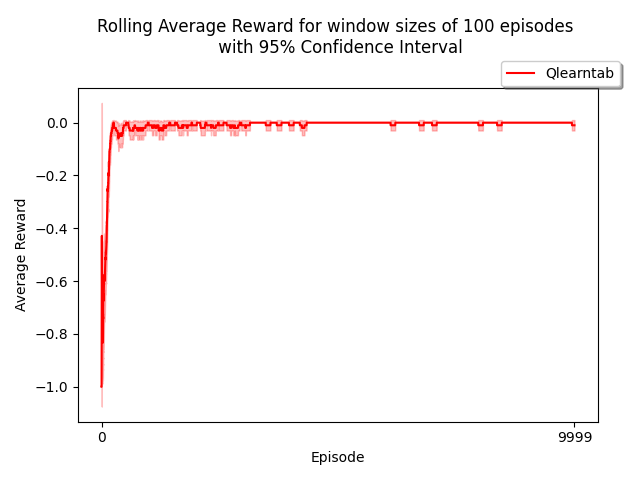 Rolling Average Reward for window sizes of 100 episodes
with 95% Confidence Interval
Qlearntab
0.0
−0.2
−0.4
−0.6
−0.8
−1.0
Average Reward
0
9999
Episode